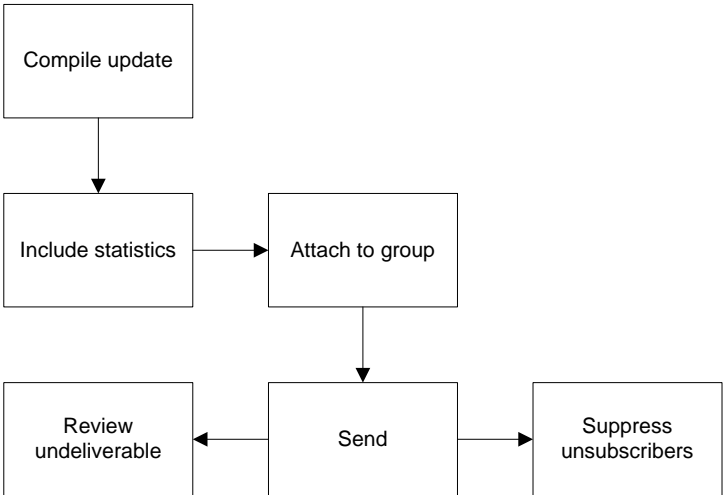 Compile update
Include statistics
Attach to group
Review
undeliverable
Send
Suppress
unsubscribers